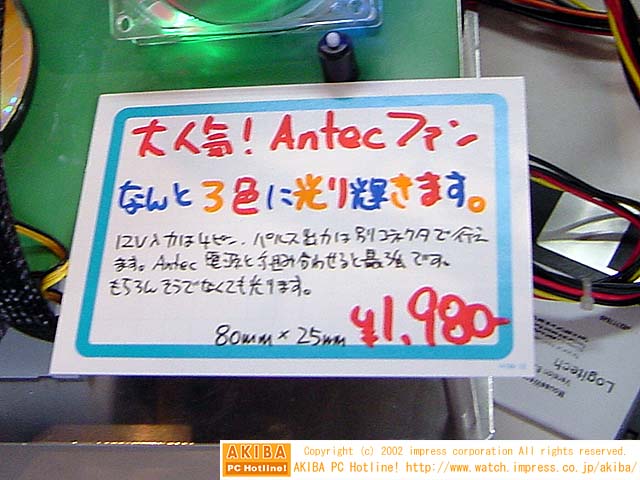 大人気! Antecファン
なんと3色に光り輝きます。
12V入力は4ピン、パルス出力は別コネクタで行え
ます。Antec電源と組み合わせると最強です。
もちろんそうでなくても光ります。
80mm×25mm ¥1,980-
Logitech
AKIBA
PC Hotline!
Copyright (c) 2002 impress corporation All rights reserved.
AKIBA PC Hotline! http://www.watch.impress.co.jp/akiba/